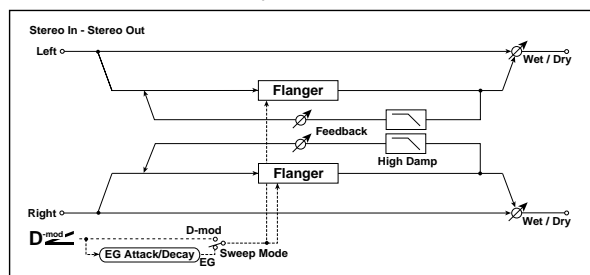 Stereo In - Stereo Out
Left
Wet / Dry
Flanger
Feedback
High Damp
Flanger
Right
Wet / Dry
D-mod
D-mod
EG Attack/Decay
EG
Sweep Mode